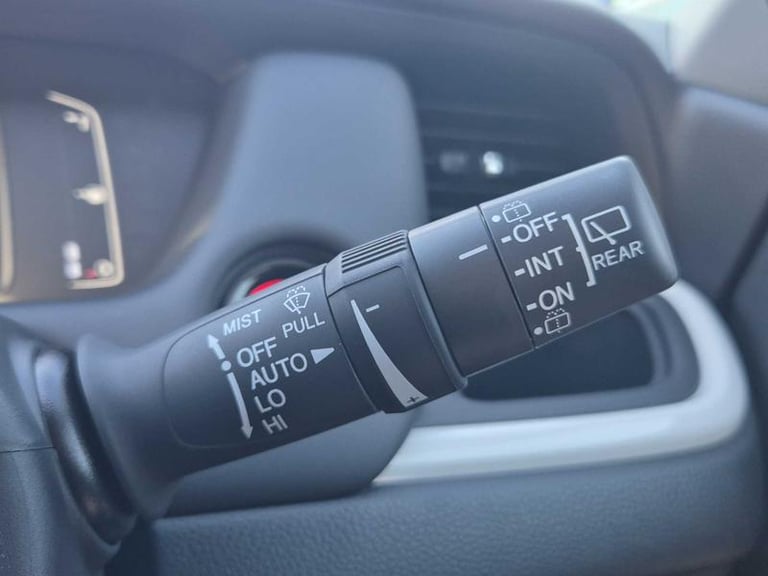 MIST
PULL
OFF
AUTO
LO
HI
- +
-OFF
-INT
-ON
REAR